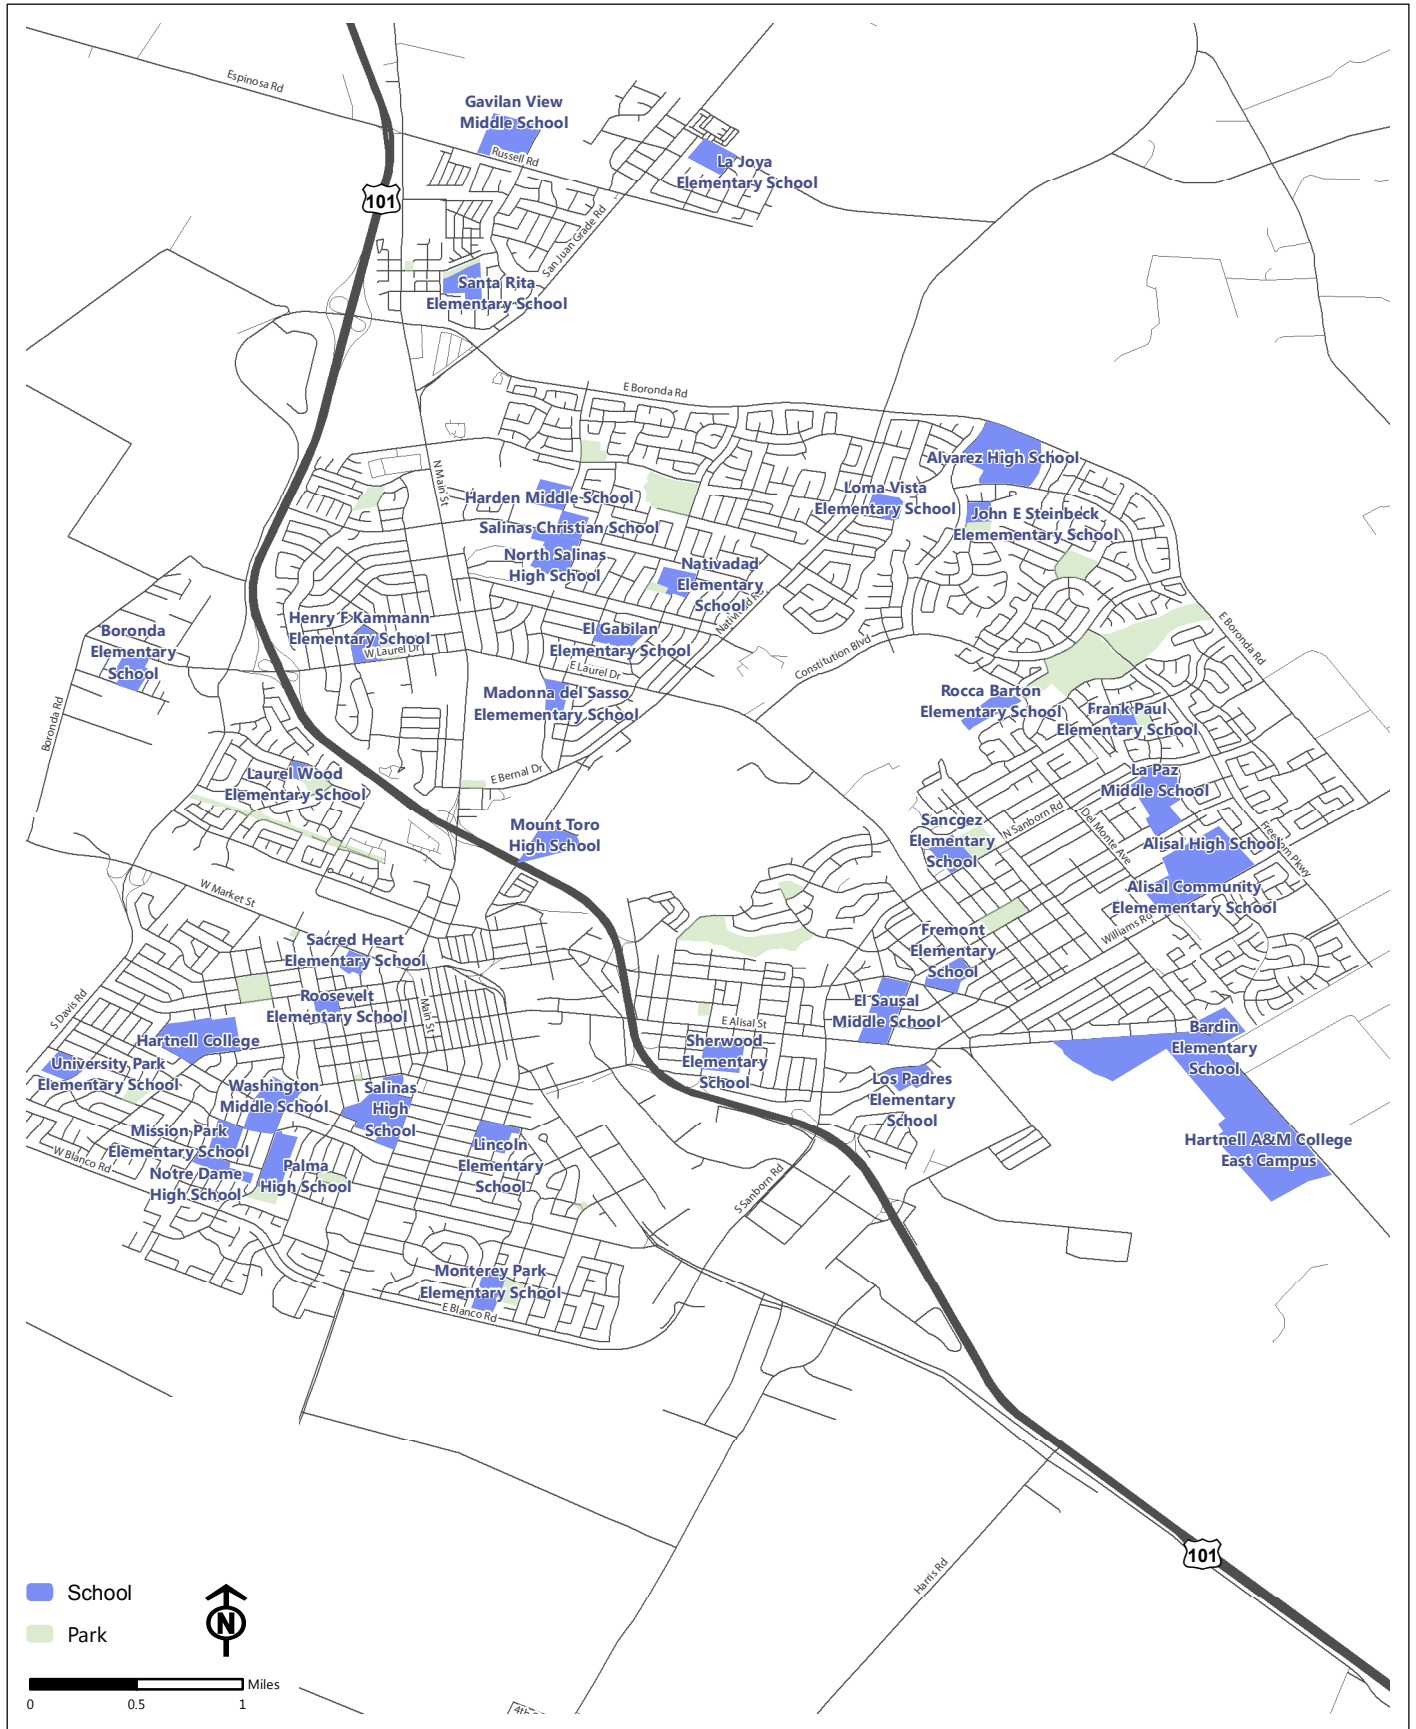 Espinosa Rd
Gavilan View
Middle School
Russell Rd
La Joya
Elementary School
101
San Juan Grade Rd
Santa Rita
Elementary School
E Boronda Rd
N Main St
Alvarez High School
Harden Middle School
Loma Vista
Elementary School
Salinas Christian School
John E Steinbeck
Elemementary School
North Salinas
High School
Nativadad
Elementary
School
Henry F Kammann
Elementary School
W Laurel Dr
El Gabilan
Elementary School
E Laurel Dr
Constitution Blvd
E Boronda Rd
Boronda
Elementary
School
Boronda Rd
Madonna del Sasso
Elemementary School
Rocca Barton
Elementary School
Frank Paul
Elementary School
Laurel Wood
Elementary School
E Bernal Dr
La Paz
Middle School
Mount Toro
High School
Sancgez
Elementary
School
N Sanborn Rd
Del Monte Ave
Alisal High School
Alisal Community
Elemementary School
Williams Rd
W Market St
Fremont
Elementary
School
Sacred Heart
Elementary School
Roosevelt
Elementary School
Main St
S Davis Rd
Hartnell College
El Sausal
Middle School
E Alisal St
Sherwood
Elementary
School
Bardin
Elementary
School
University Park
Elementary School
Washington
Middle School
Salinas
High
School
Los Padres
Elementary
School
Mission Park
Elementary School
W Blanco Rd
Notre Dame
High School
Palma
High School
Lincoln
Elementary
School
Hartnell A&M College
East Campus
S Sanborn Rd
Monterey Park
Elementary School
E Blanco Rd
101
Harris Rd
School
Park
N
Miles
0 0.5 1